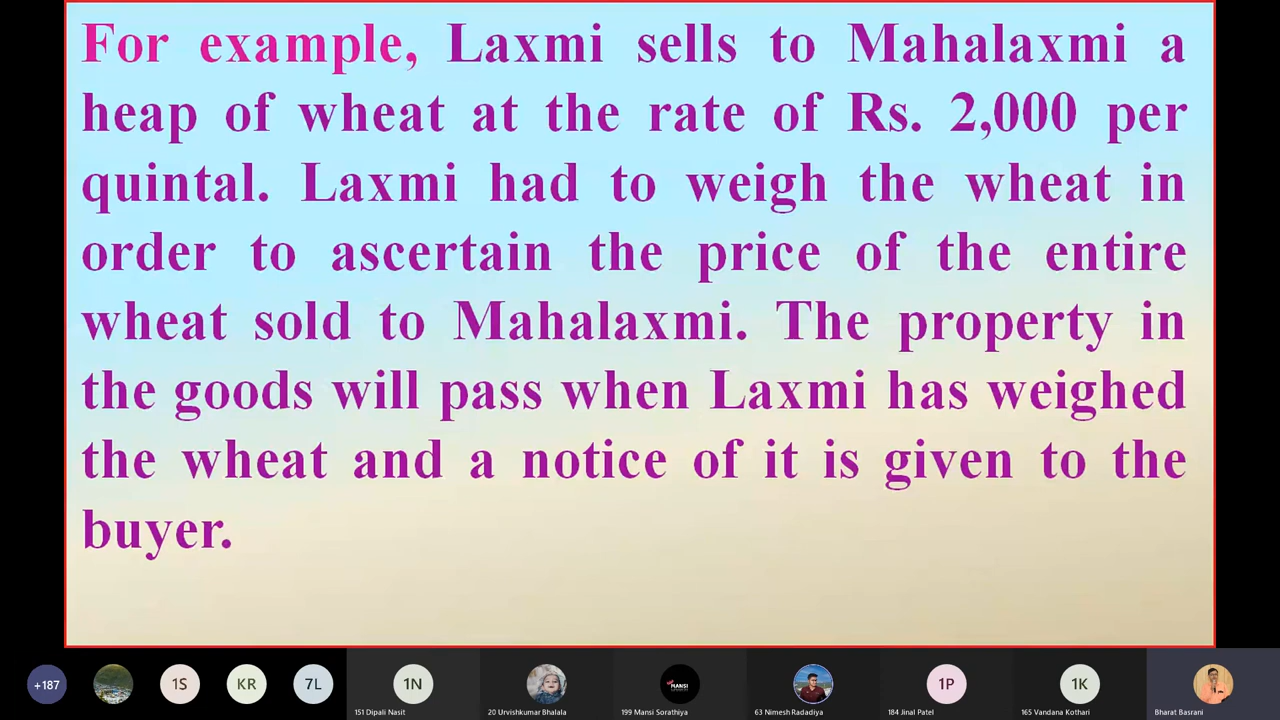 For example, Laxmi sells to Mahalaxmi a
heap of wheat at the rate of Rs. 2,000 per
quintal. Laxmi had to weigh the wheat in
order to ascertain the price of the entire
wheat sold to Mahalaxmi. The property in
the goods will pass when Laxmi has weighed
the wheat and a notice of it is given to the
buyer.
+187 1S KR 7L 1N MANSI 1P 1K
151 Dipali Nasit 20 Urvishkumar Bhalala 199 Mansi Sorathiya 63 Nimesh Radadiya 184 Jinal Patel 165 Vandana Kothari Bharat Basrani